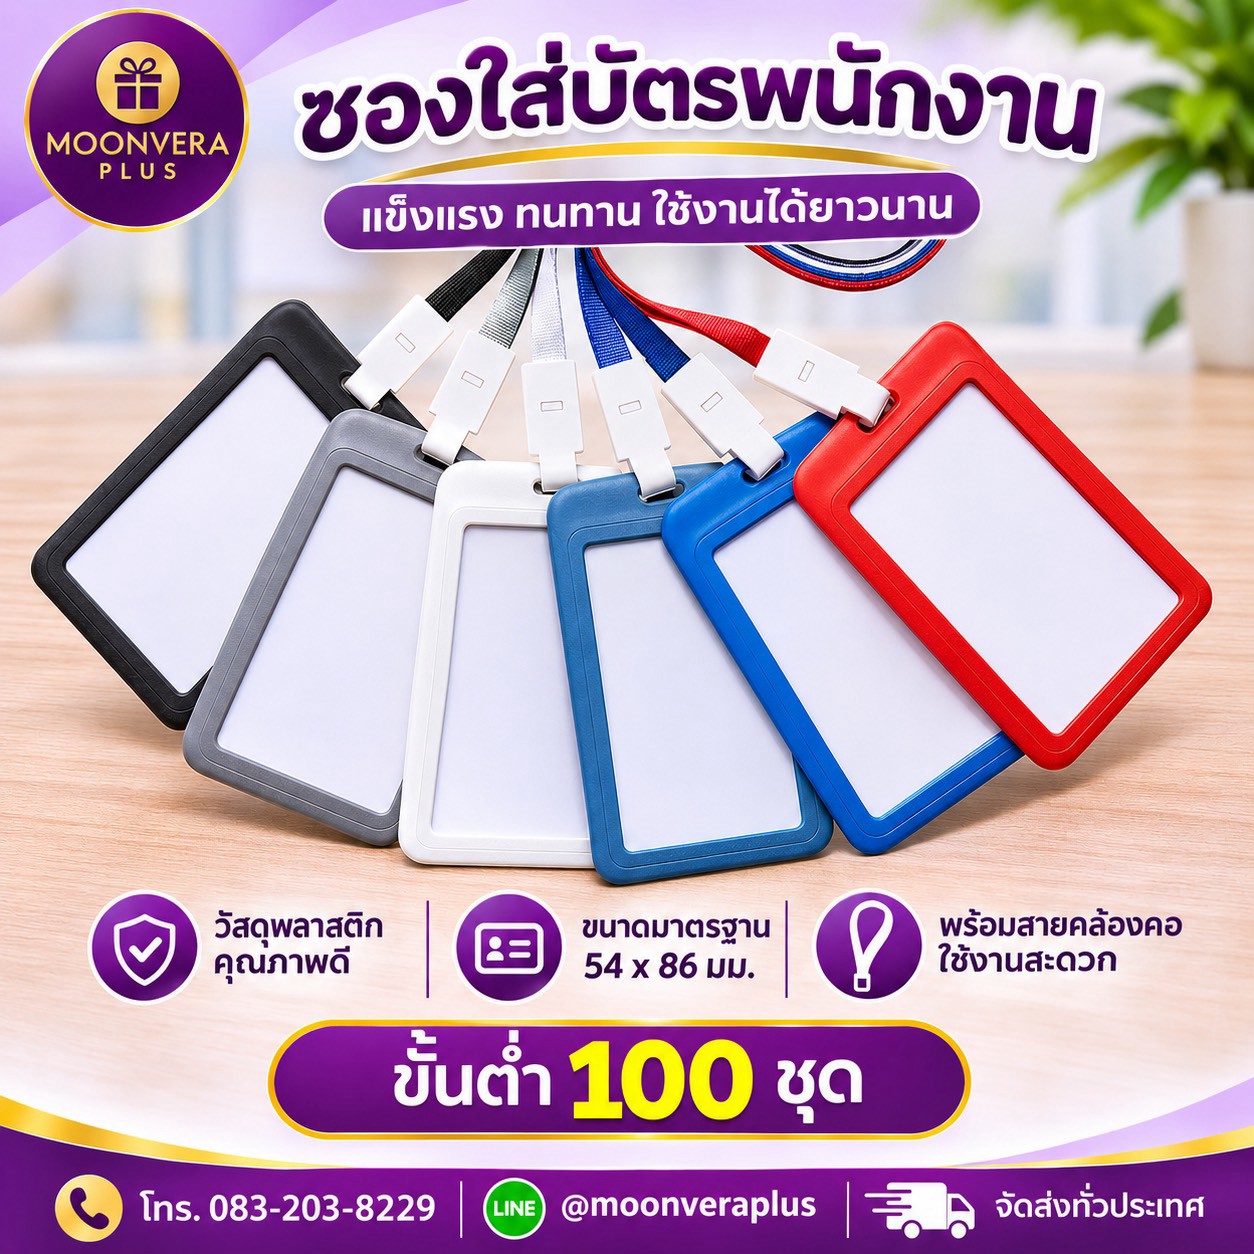 MOONVERA
PLUS
ซองใส่บัตรพนักงาน
แข็งแรง ทนทาน ใช้งานได้ยาวนาน
วัสดุพลาสติก
คุณภาพดี
ขนาดมาตรฐาน
54 x 86 มม.
พร้อมสายคล้องคอ
ใช้งานสะดวก
ขั้นต่ำ 100 ชุด
โทร. 083-203-8229
LINE @moonveraplus
จัดส่งทั่วประเทศ